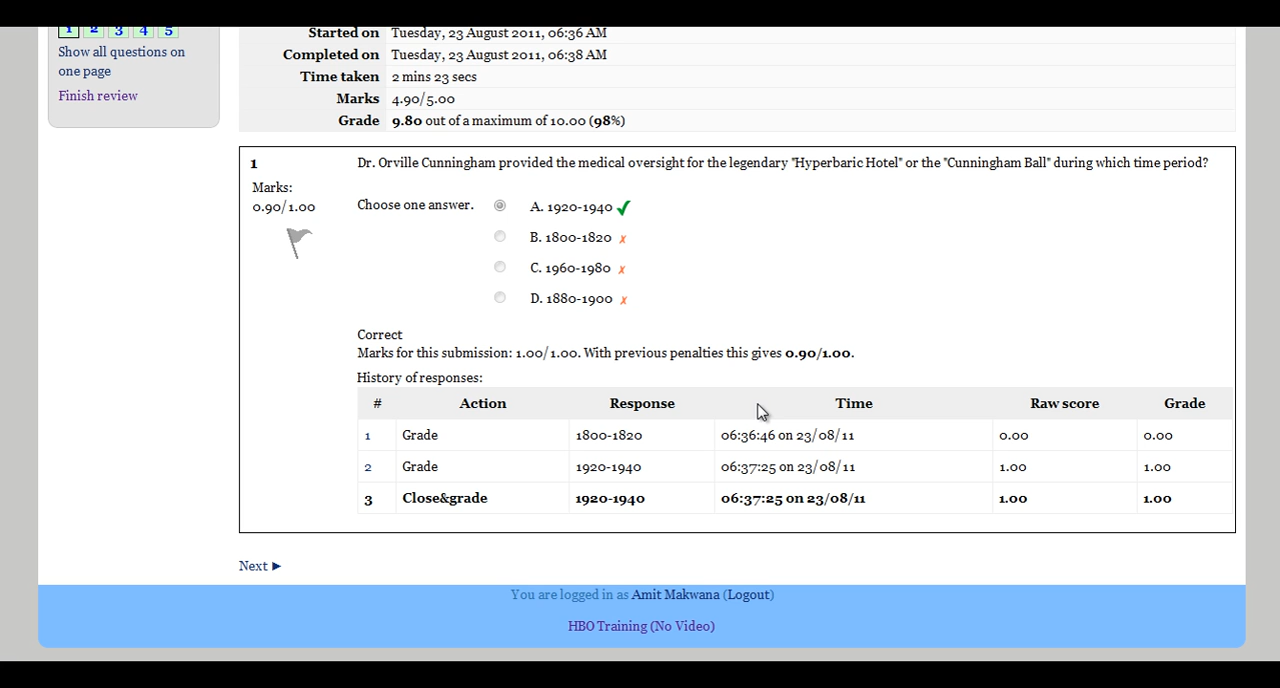 1 2 3 4 5
Show all questions on
one page
Finish review
Started on Tuesday, 23 August 2011, 06:36 AM
Completed on Tuesday, 23 August 2011, 06:38 AM
Time taken 2 mins 23 secs
Marks 4.90/5.00
Grade 9.80 out of a maximum of 10.00 (98%)
1
Marks:
0.90/1.00
Dr. Orville Cunningham provided the medical oversight for the legendary "Hyperbaric Hotel" or the "Cunningham Ball" during which time period?
Choose one answer.
A. 1920-1940 ✓
B. 1800-1820 ✗
C. 1960-1980 ✗
D. 1880-1900 ✗
Correct
Marks for this submission: 1.00/1.00. With previous penalties this gives 0.90/1.00.
History of responses:
# Action Response Time Raw score Grade
1 Grade 1800-1820 06:36:46 on 23/08/11 0.00 0.00
2 Grade 1920-1940 06:37:25 on 23/08/11 1.00 1.00
3 Close&grade 1920-1940 06:37:25 on 23/08/11 1.00 1.00
Next ►
You are logged in as Amit Makwana (Logout)
HBO Training (No Video)